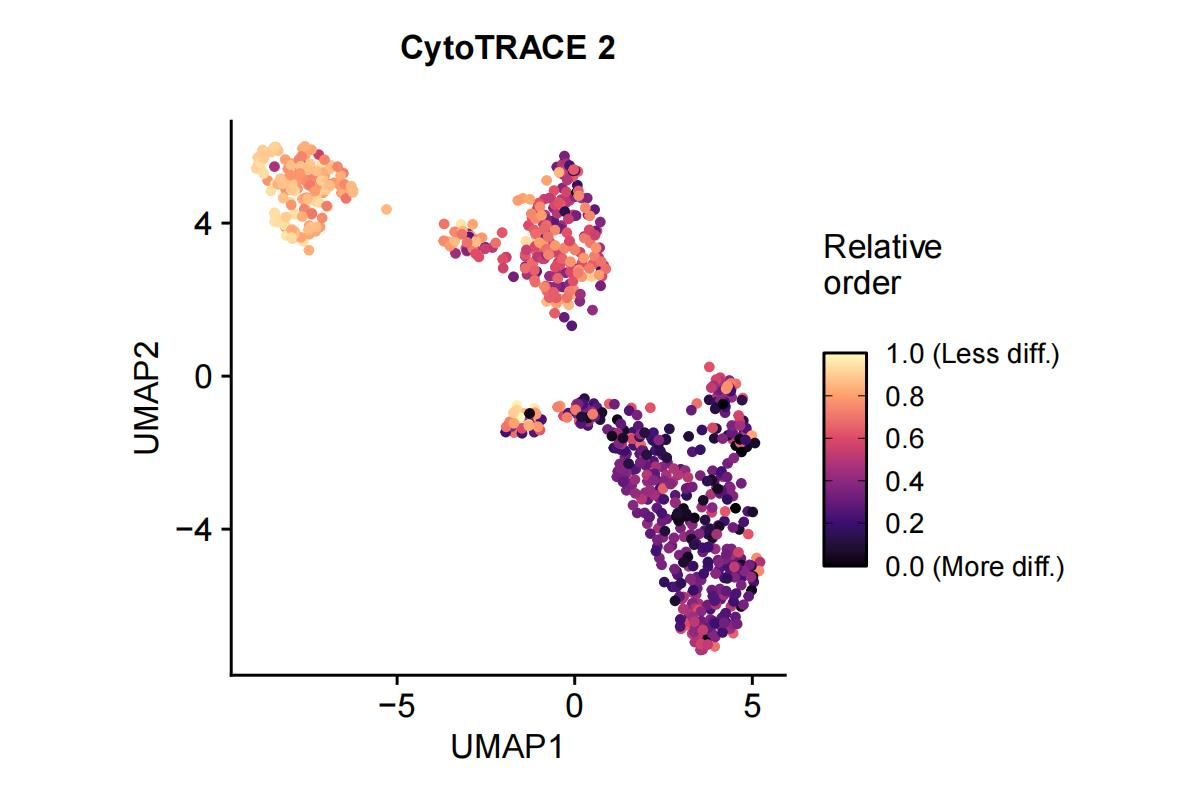 CytoTRACE 2
4
0
−4
UMAP2
−5
0
5
UMAP1
Relative
order
1.0 (Less diff.)
0.8
0.6
0.4
0.2
0.0 (More diff.)